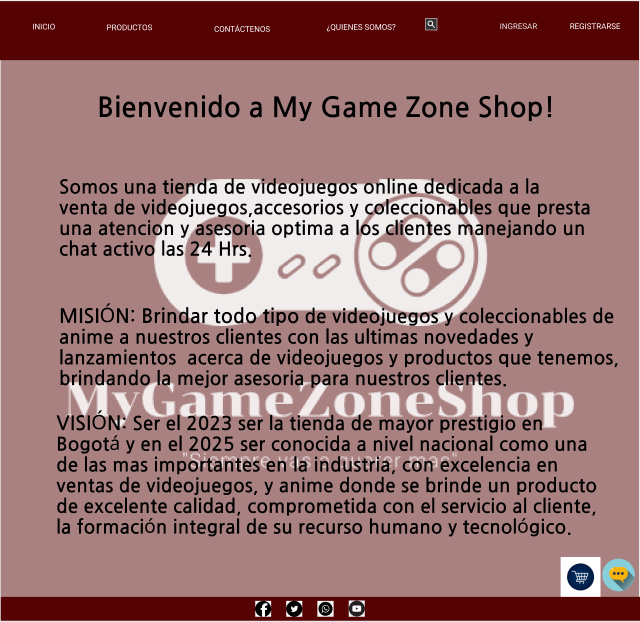 INICIO PRODUCTOS CONTÁCTENOS ¿QUIENES SOMOS? INGRESAR REGISTRARSE
Bienvenido a My Game Zone Shop!
Somos una tienda de videojuegos online dedicada a la
venta de videojuegos,accesorios y coleccionables que presta
una atencion y asesoria optima a los clientes manejando un
chat activo las 24 Hrs.
MISIÓN: Brindar todo tipo de videojuegos y coleccionables de
anime a nuestros clientes con las ultimas novedades y
lanzamientos  acerca de videojuegos y productos que tenemos,
brindando la mejor asesoria para nuestros clientes.
MyGameZoneShop
VISIÓN: Ser el 2023 ser la tienda de mayor prestigio en
Bogotá y en el 2025 ser conocida a nivel nacional como una
"Siempre vas a querer mas"
de las mas importantes en la industria, con excelencia en
ventas de videojuegos, y anime donde se brinde un producto
de excelente calidad, comprometida con el servicio al cliente,
la formación integral de su recurso humano y tecnológico.